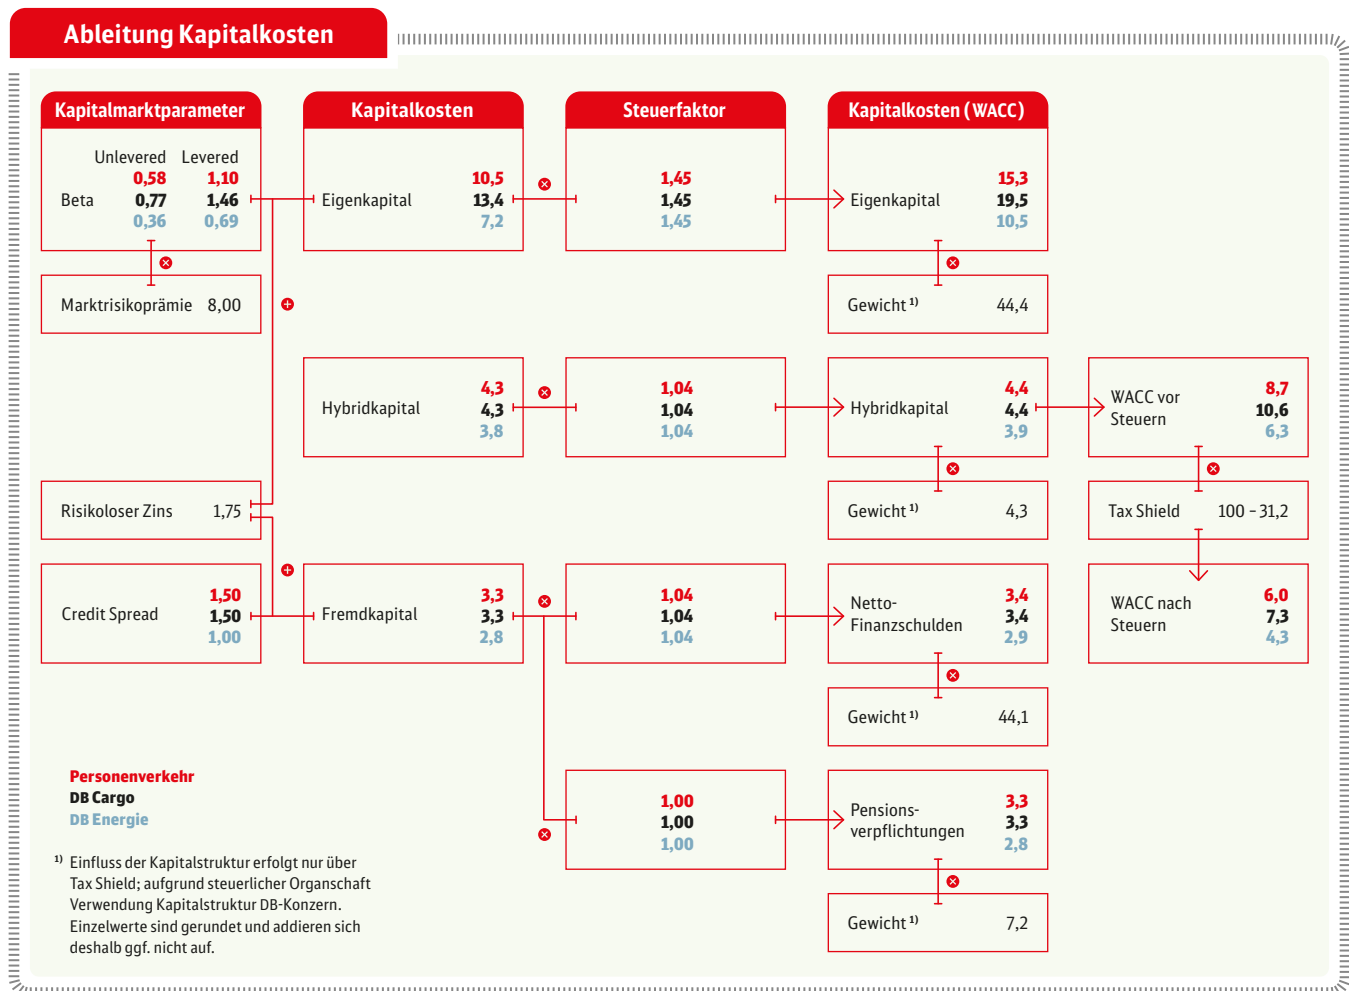 Ableitung Kapitalkosten
Kapitalmarktparameter
Unlevered Levered
0,58 1,10
Beta 0,77 1,46
0,36 0,69
Marktrisikoprämie 8,00
Risikoloser Zins 1,75
1,50
Credit Spread 1,50
1,00
Kapitalkosten
10,5
Eigenkapital 13,4
7,2
4,3
Hybridkapital 4,3
3,8
3,3
Fremdkapital 3,3
2,8
Steuerfaktor
1,45
1,45
1,45
1,04
1,04
1,04
1,04
1,04
1,04
1,00
1,00
1,00
Kapitalkosten (WACC)
15,3
Eigenkapital 19,5
10,5
Gewicht 1) 44,4
4,4
Hybridkapital 4,4
3,9
Gewicht 1) 4,3
Netto- 3,4
Finanzschulden 3,4
2,9
Gewicht 1) 44,1
Pensions- 3,3
verpflichtungen 3,3
2,8
Gewicht 1) 7,2
WACC vor 8,7
Steuern 10,6
6,3
Tax Shield 100 – 31,2
WACC nach 6,0
Steuern 7,3
4,3
Personenverkehr
DB Cargo
DB Energie
1) Einfluss der Kapitalstruktur erfolgt nur über
Tax Shield; aufgrund steuerlicher Organschaft
Verwendung Kapitalstruktur DB-Konzern.
Einzelwerte sind gerundet und addieren sich
deshalb ggf. nicht auf.